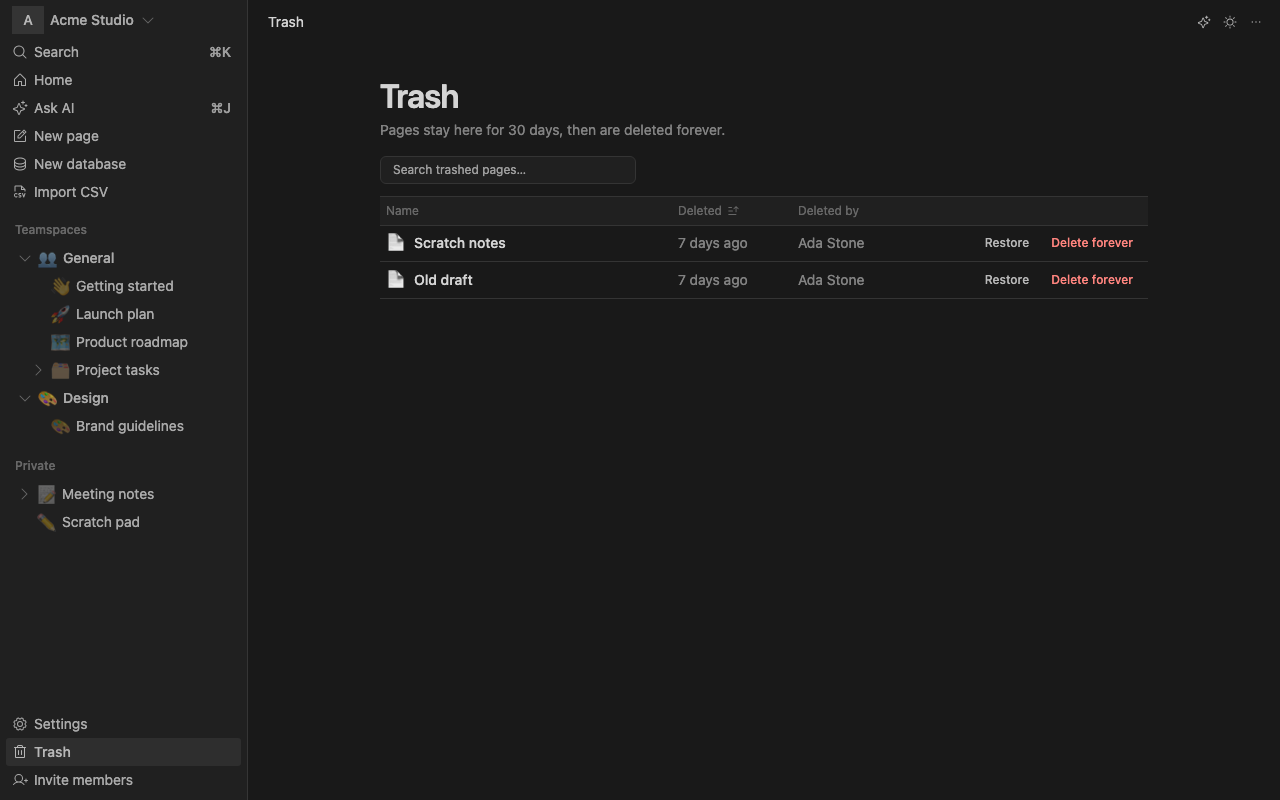 A Acme Studio
Search ⌘K
Home
Ask AI ⌘J
New page
New database
Import CSV
Teamspaces
General
Getting started
Launch plan
Product roadmap
Project tasks
Design
Brand guidelines
Private
Meeting notes
Scratch pad
Settings
Trash
Invite members
Trash
Trash
Pages stay here for 30 days, then are deleted forever.
Search trashed pages…
Name Deleted Deleted by
Scratch notes 7 days ago Ada Stone Restore Delete forever
Old draft 7 days ago Ada Stone Restore Delete forever